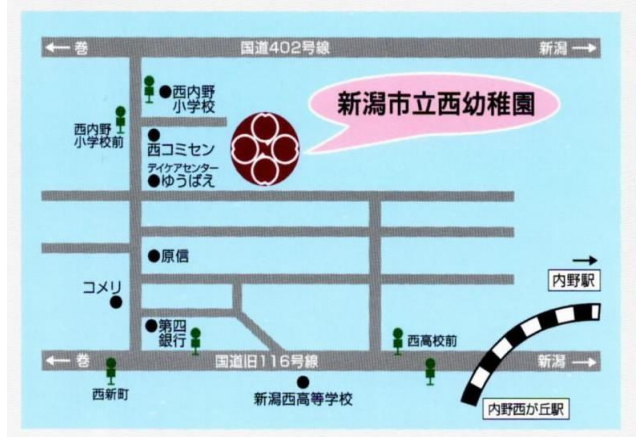 ← 巻 国道402号線 新潟 →
西内野
小学校
新潟市立西幼稚園
西内野
小学校前
西コミセン
デイケアセンター
ゆうばえ
原信
内野駅
コメリ
第四
銀行
西高校前
← 巻 国道旧116号線 新潟 →
西新町
新潟西高等学校
内野西が丘駅